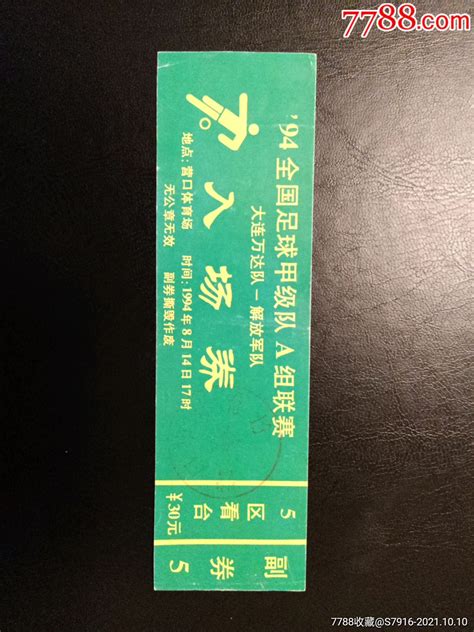 7788.com
'94 全国足球甲级队 A 组联赛
大连万达队－解放军队
入场券
地点:营口体育场 时间:1994年8月14日17时
无公章无效 副券撕毁作废
5区
看台
￥30元
副券5
7788收藏@S7916-2021.10.10